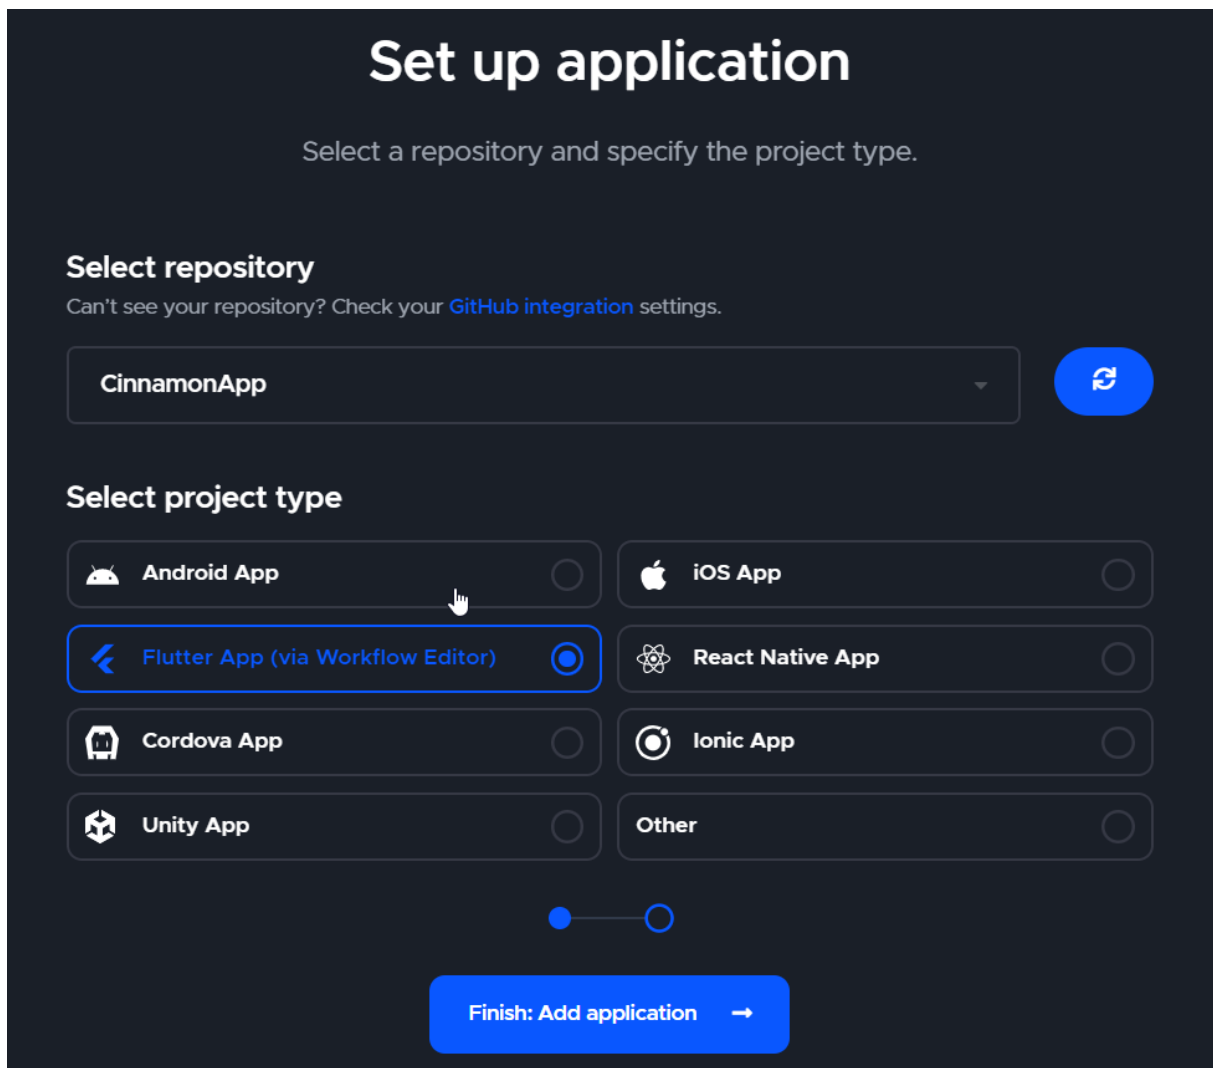 Set up application
Select a repository and specify the project type.
Select repository
Can't see your repository? Check your GitHub integration settings.
CinnamonApp
Select project type
Android App
iOS App
Flutter App (via Workflow Editor)
React Native App
Cordova App
Ionic App
Unity App
Other
Finish: Add application →